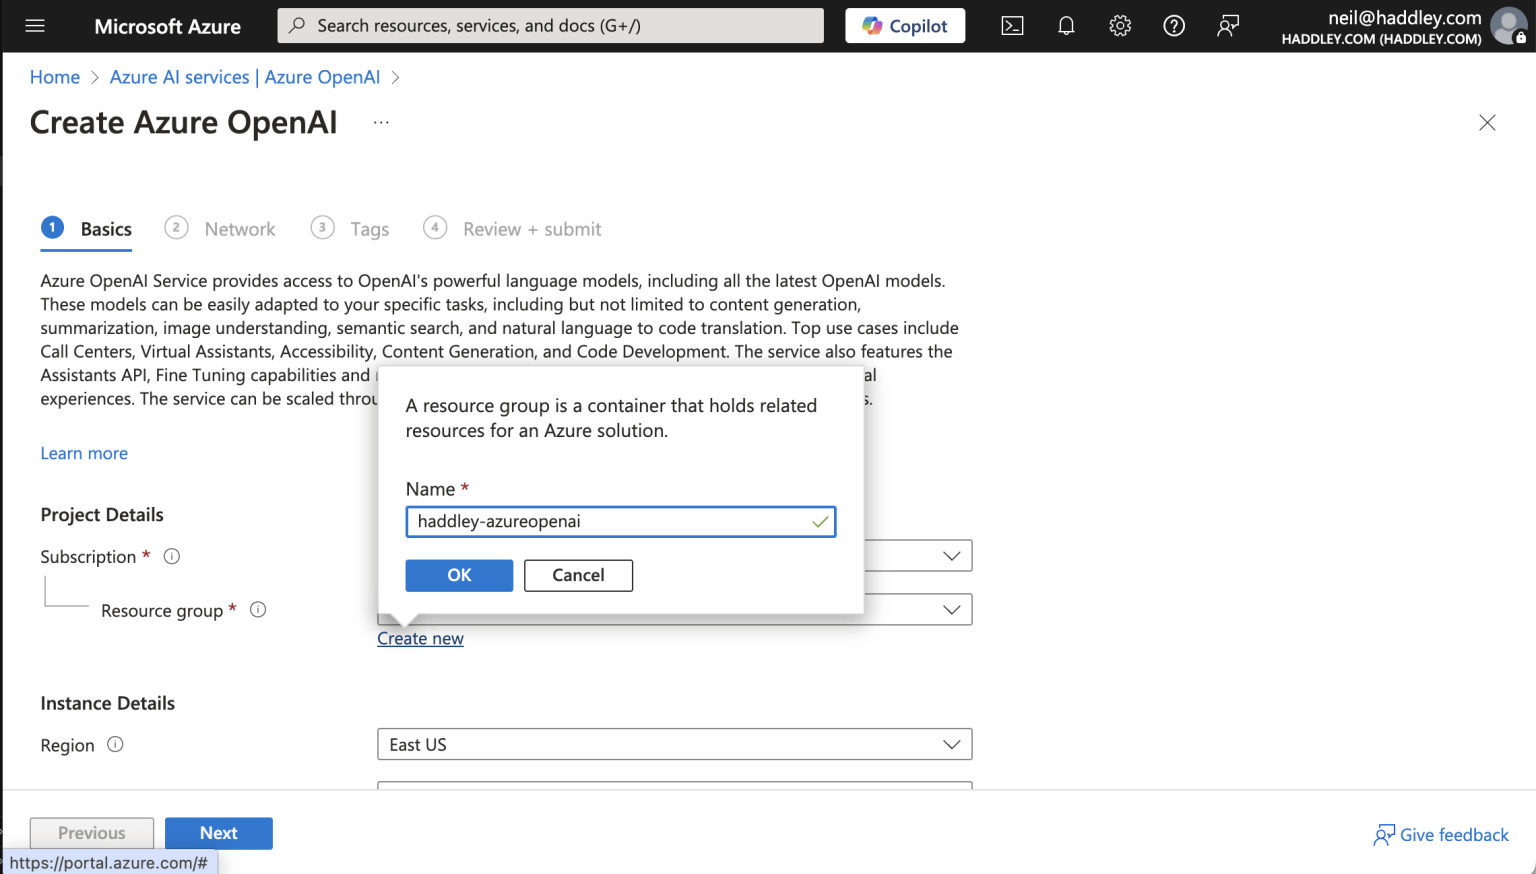 Microsoft Azure
Search resources, services, and docs (G+/)
Copilot
neil@haddley.com
HADDLEY.COM (HADDLEY.COM)
Home > Azure AI services | Azure OpenAI >
Create Azure OpenAI ...
1 Basics 2 Network 3 Tags 4 Review + submit
Azure OpenAI Service provides access to OpenAI's powerful language models, including all the latest OpenAI models.
These models can be easily adapted to your specific tasks, including but not limited to content generation,
summarization, image understanding, semantic search, and natural language to code translation. Top use cases include
Call Centers, Virtual Assistants, Accessibility, Content Generation, and Code Development. The service also features the
Assistants API, Fine Tuning capabilities and
experiences. The service can be scaled
A resource group is a container that holds related
resources for an Azure solution.
Name *
haddley-azureopenai
OK Cancel
Learn more
Project Details
Subscription *
Resource group *
Create new
Instance Details
Region
East US
Previous Next
Give feedback
https://portal.azure.com/#